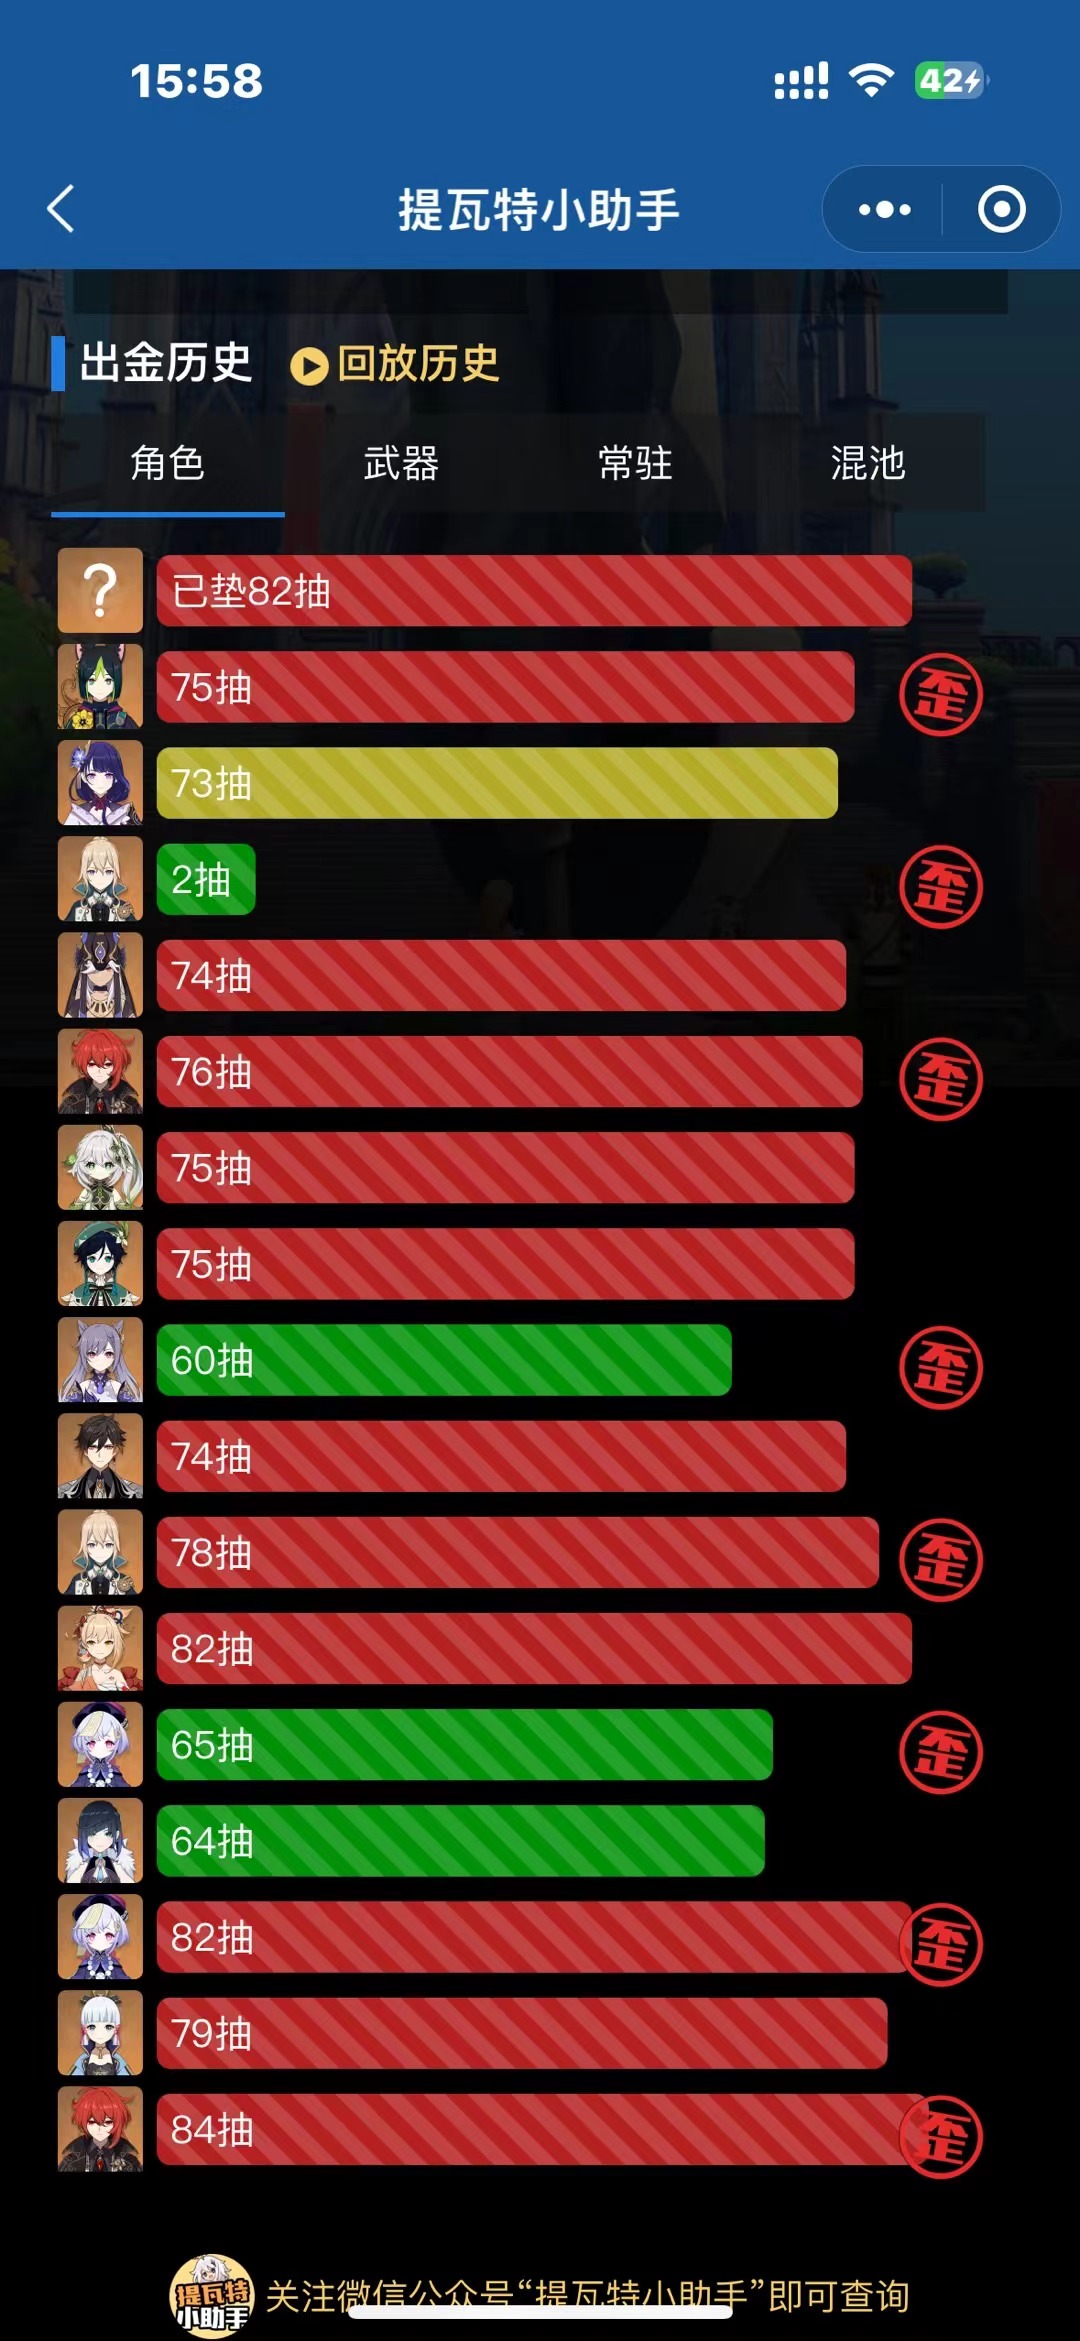 15:58
42
提瓦特小助手
出金历史 回放历史
角色 武器 常驻 混池
?
已垫82抽
75抽 歪
73抽
2抽 歪
74抽
76抽 歪
75抽
75抽
60抽 歪
74抽
78抽 歪
82抽
65抽 歪
64抽
82抽 歪
79抽
84抽 歪
提瓦特
小助手
关注微信公众号“提瓦特小助手”即可查询